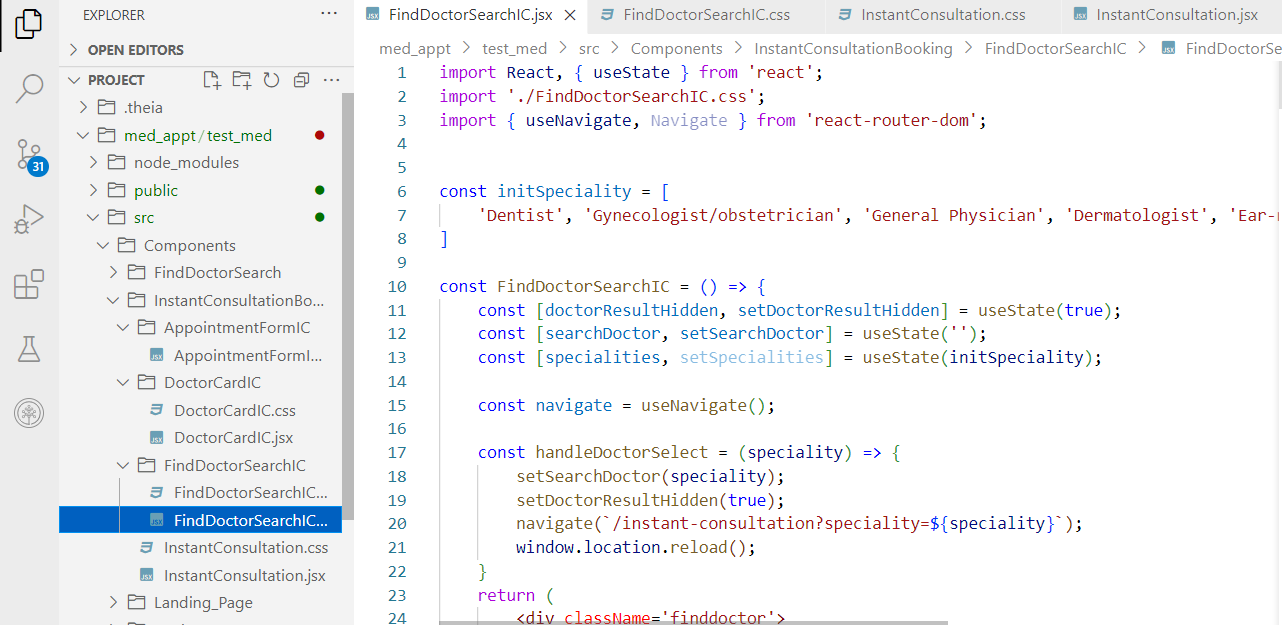 EXPLORER
OPEN EDITORS
PROJECT
.theia
med_appt / test_med
node_modules
public
src
Components
FindDoctorSearch
InstantConsultationBo...
AppointmentFormIC
AppointmentFormI...
DoctorCardIC
DoctorCardIC.css
DoctorCardIC.jsx
FindDoctorSearchIC
FindDoctorSearchIC...
FindDoctorSearchIC...
InstantConsultation.css
InstantConsultation.jsx
Landing_Page
31
FindDoctorSearchIC.jsx FindDoctorSearchIC.css InstantConsultation.css InstantConsultation.jsx
med_appt > test_med > src > Components > InstantConsultationBooking > FindDoctorSearchIC > FindDoctorSe
1 import React, { useState } from 'react';
2 import './FindDoctorSearchIC.css';
3 import { useNavigate, Navigate } from 'react-router-dom';
4
5
6 const initSpeciality = [
7 'Dentist', 'Gynecologist/obstetrician', 'General Physician', 'Dermatologist', 'Ear-
8 ]
9
10 const FindDoctorSearchIC = () => {
11 const [doctorResultHidden, setDoctorResultHidden] = useState(true);
12 const [searchDoctor, setSearchDoctor] = useState('');
13 const [specialities, setSpecialities] = useState(initSpeciality);
14
15 const navigate = useNavigate();
16
17 const handleDoctorSelect = (speciality) => {
18 setSearchDoctor(speciality);
19 setDoctorResultHidden(true);
20 navigate(`/instant-consultation?speciality=${speciality}`);
21 window.location.reload();
22 }
23 return (
24 <div className='finddoctor'>